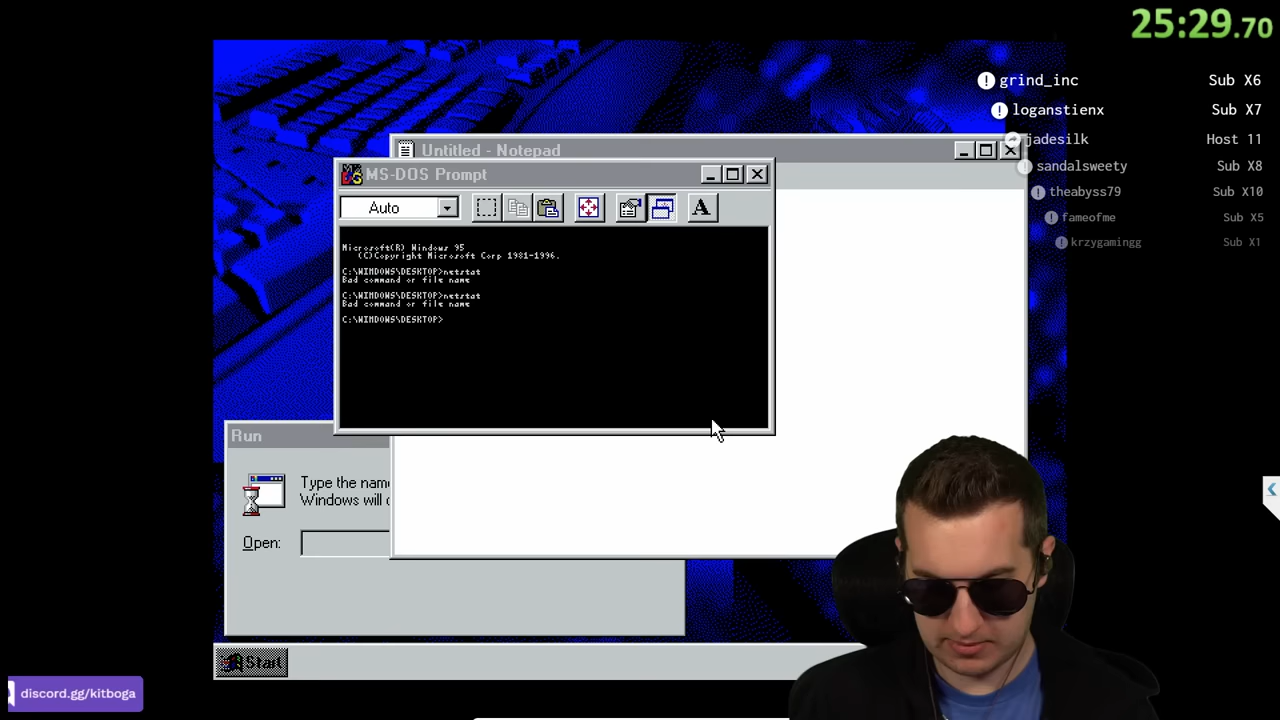 25:29.70
grind_inc Sub X6
loganstienx Sub X7
jadesilk Host 11
sandalsweety Sub X8
theabyss79 Sub X10
fameofme Sub X5
krzygamingg Sub X1
Untitled - Notepad
MS-DOS Prompt
Auto
A
Microsoft(R) Windows 95
(C)Copyright Microsoft Corp 1981-1996.
C:\WINDOWS\DESKTOP>netstat
Bad command or file name
C:\WINDOWS\DESKTOP>netstat
Bad command or file name
C:\WINDOWS\DESKTOP>
Run
Type the nam
Windows will
Open:
Start
discord.gg/kitboga